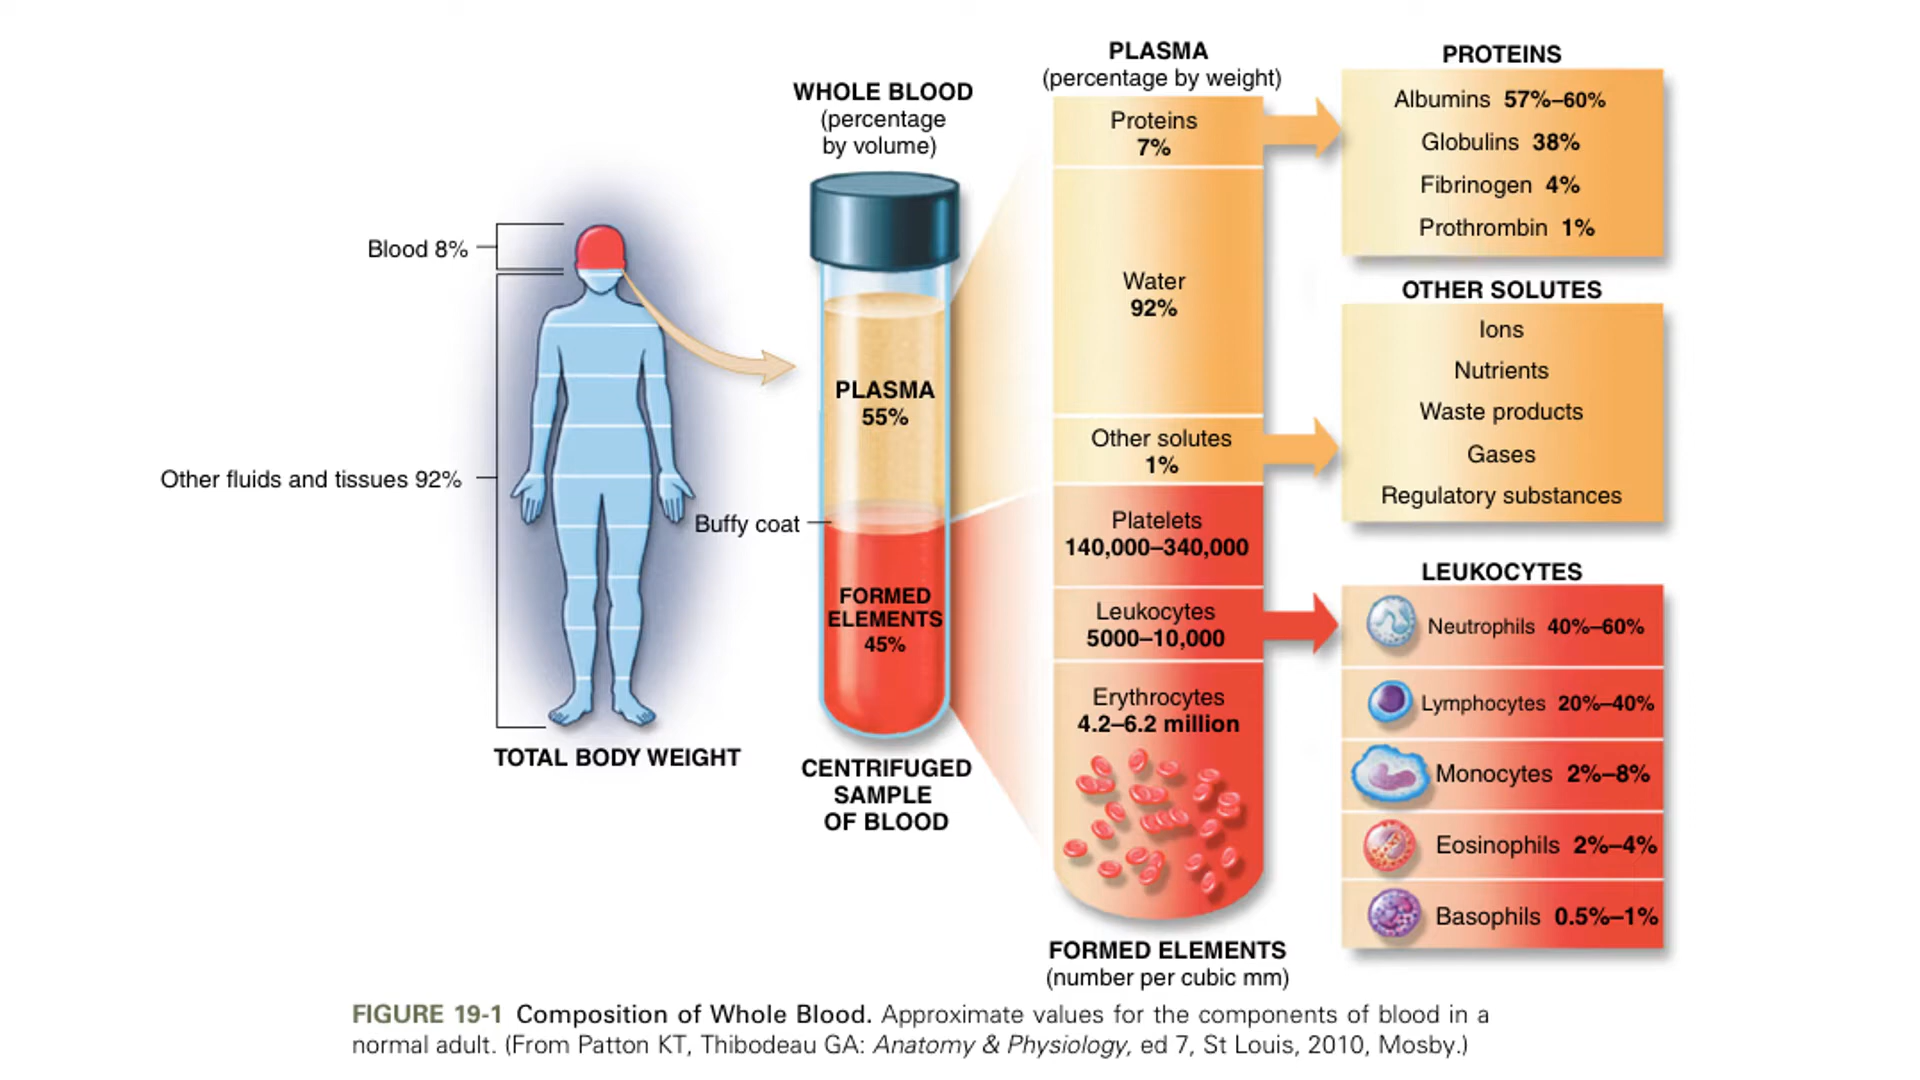 Blood 8%
Other fluids and tissues 92%
TOTAL BODY WEIGHT
WHOLE BLOOD
(percentage
by volume)
PLASMA
55%
Buffy coat
FORMED
ELEMENTS
45%
CENTRIFUGED
SAMPLE
OF BLOOD
PLASMA
(percentage by weight)
Proteins
7%
Water
92%
Other solutes
1%
Platelets
140,000–340,000
Leukocytes
5000–10,000
Erythrocytes
4.2–6.2 million
FORMED ELEMENTS
(number per cubic mm)
PROTEINS
Albumins 57%–60%
Globulins 38%
Fibrinogen 4%
Prothrombin 1%
OTHER SOLUTES
Ions
Nutrients
Waste products
Gases
Regulatory substances
LEUKOCYTES
Neutrophils 40%–60%
Lymphocytes 20%–40%
Monocytes 2%–8%
Eosinophils 2%–4%
Basophils 0.5%–1%
FIGURE 19-1 Composition of Whole Blood. Approximate values for the components of blood in a
normal adult. (From Patton KT, Thibodeau GA: Anatomy & Physiology, ed 7, St Louis, 2010, Mosby.)